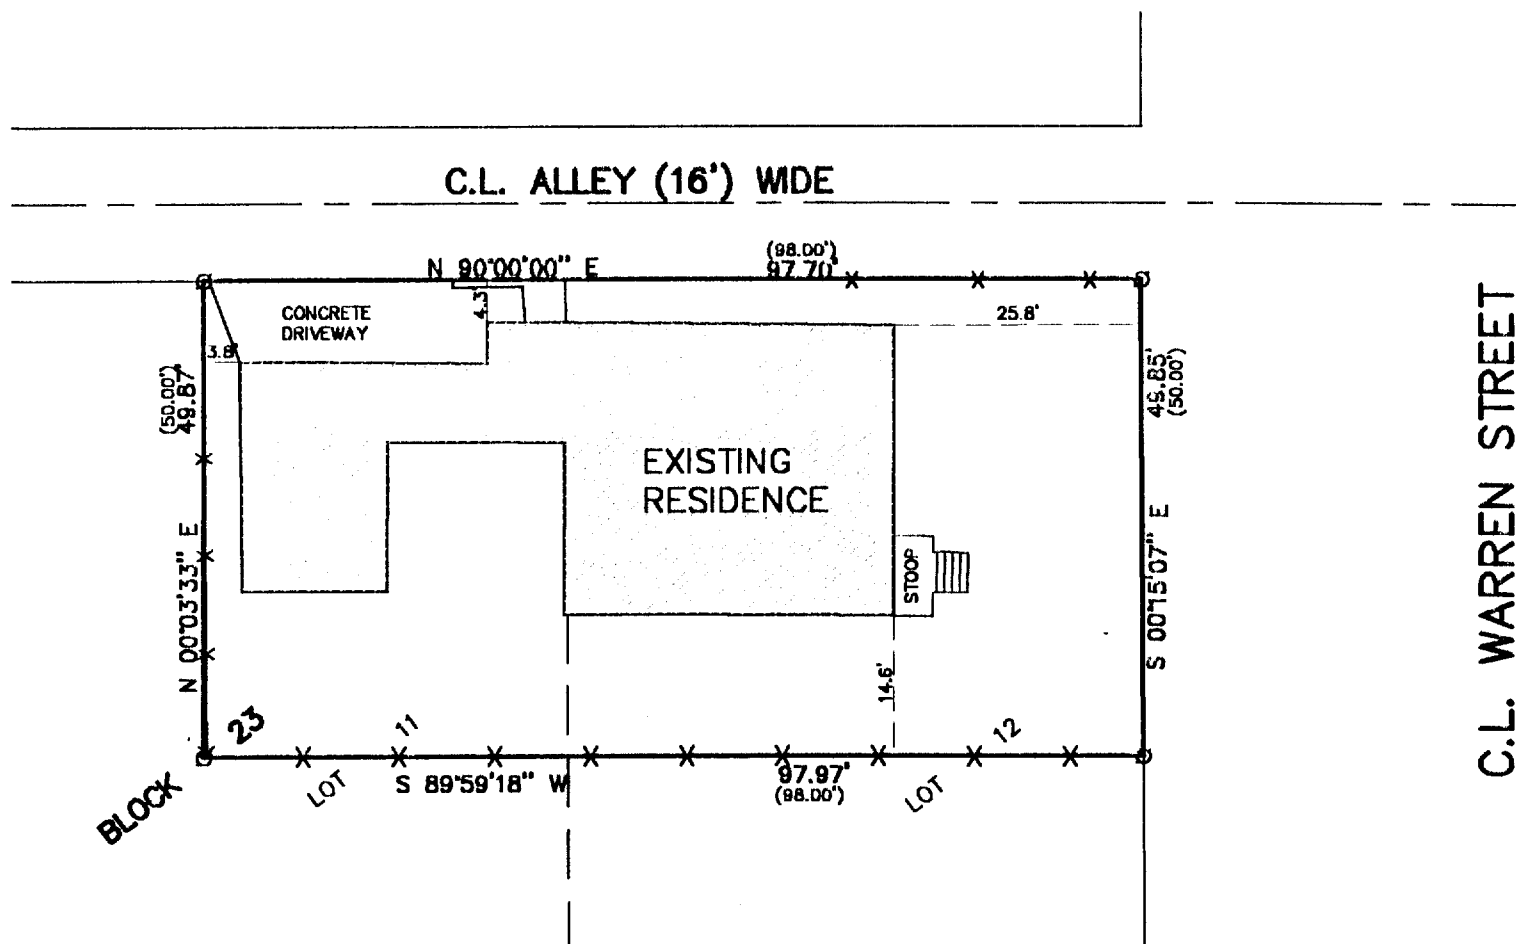 C.L. ALLEY (16') WIDE
(98.00')
N 90°00'00" E
97.70'
CONCRETE
DRIVEWAY
4.3'
25.8'
3.8'
(50.00')
49.87'
49.85'
(50.00')
EXISTING
RESIDENCE
STOOP
N 00°03'33" E
S 00°15'07" E
C.L. WARREN STREET
14.6'
BLOCK 23
LOT 11
LOT 12
S 89°59'18" W
97.97'
(98.00')